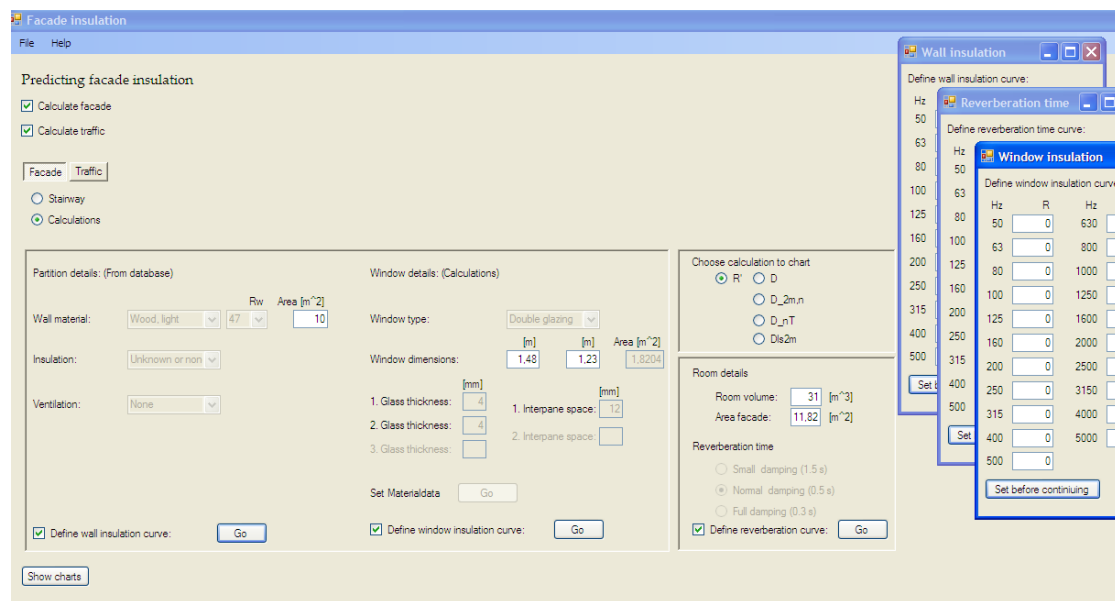 Facade insulation
File Help
Predicting facade insulation
Calculate facade
Calculate traffic
Facade Traffic
Stairway
Calculations
Partition details: (From database)
Rw Area [m^2]
Wall material: Wood, light 47 10
Insulation: Unknown or non
Ventilation: None
Define wall insulation curve: Go
Window details: (Calculations)
Window type: Double glazing
[m] [m] Area [m^2]
Window dimensions: 1,48 1,23 1,8204
[mm]
1. Glass thickness: 4
2. Glass thickness: 4
3. Glass thickness:
[mm]
1. Interpane space: 12
2. Interpane space:
Set Materialdata Go
Define window insulation curve: Go
Choose calculation to chart
R' D
D_2m,n
D_nT
Dls2m
Room details
Room volume: 31 [m^3]
Area facade: 11,82 [m^2]
Reverberation time
Small damping (1.5 s)
Normal damping (0.5 s)
Full damping (0.3 s)
Define reverberation curve: Go
Show charts
Wall insulation
Define wall insulation curve:
Hz
50
63
80
100
125
160
200
250
315
400
500
Set
Reverberation time
Define reverberation time curve:
Hz
50
63
80
100
125
160
200
250
315
400
500
Set
Window insulation
Define window insulation curv
Hz R Hz
50 0 630
63 0 800
80 0 1000
100 0 1250
125 0 1600
160 0 2000
200 0 2500
250 0 3150
315 0 4000
400 0 5000
500 0
Set before continiuing